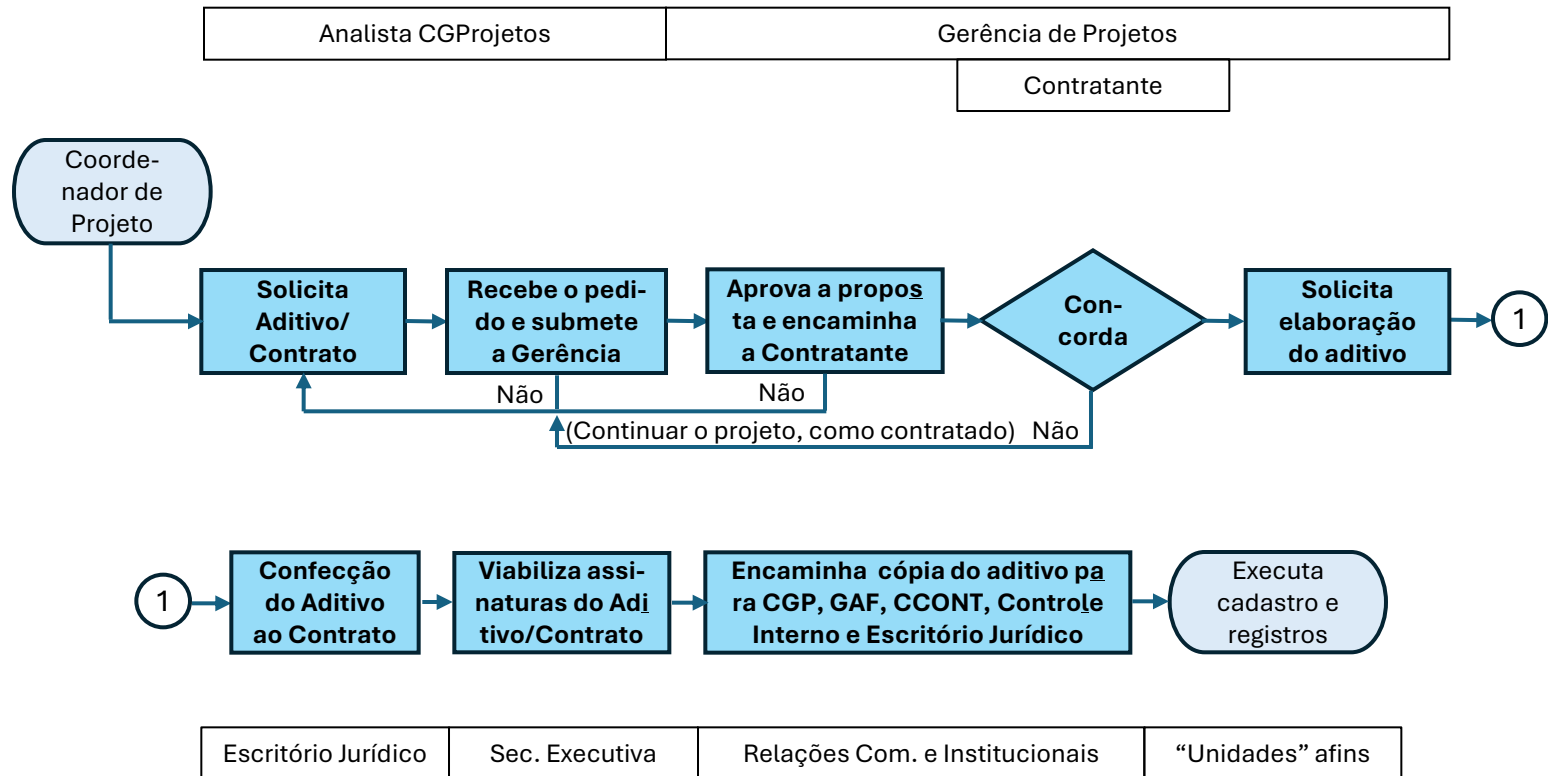 Analista CGProjetos
Gerência de Projetos
Contratante
Coorde-
nador de
Projeto
Solicita
Aditivo/
Contrato
Recebe o pedi-
do e submete
a Gerência
Aprova a propos
ta e encaminha
a Contratante
Con-
corda
Solicita
elaboração
do aditivo
1
Não
Não
(Continuar o projeto, como contratado) Não
1
Confecção
do Aditivo
ao Contrato
Viabiliza assi-
naturas do Adi
tivo/Contrato
Encaminha cópia do aditivo pa
ra CGP, GAF, CCONT, Controle
Interno e Escritório Jurídico
Executa
cadastro e
registros
Escritório Jurídico
Sec. Executiva
Relações Com. e Institucionais
“Unidades” afins